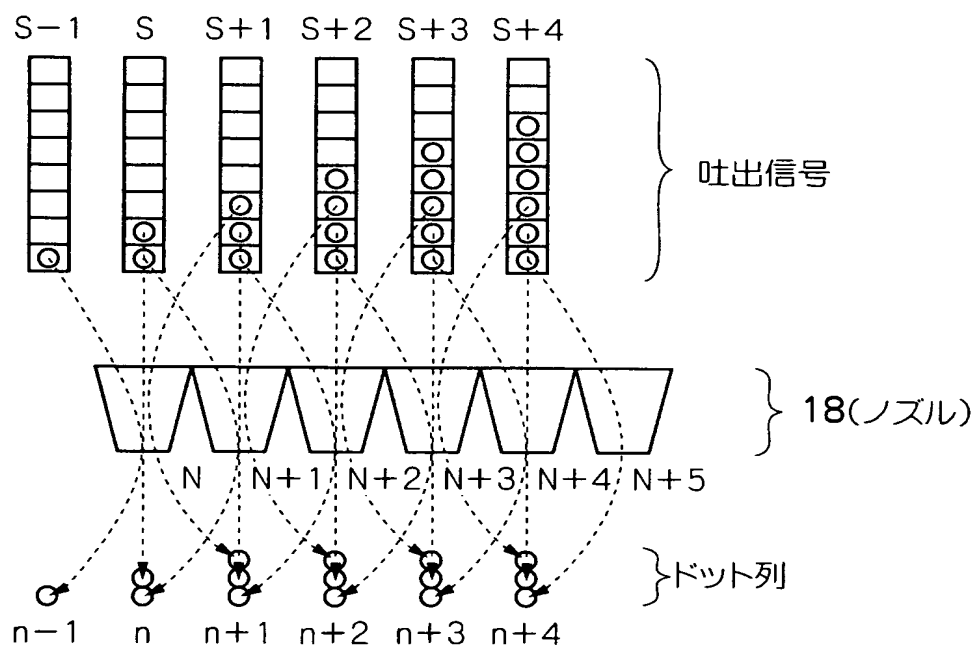 S−1 S S+1 S+2 S+3 S+4
吐出信号
18(ノズル)
N N+1 N+2 N+3 N+4 N+5
ドット列
n−1 n n+1 n+2 n+3 n+4